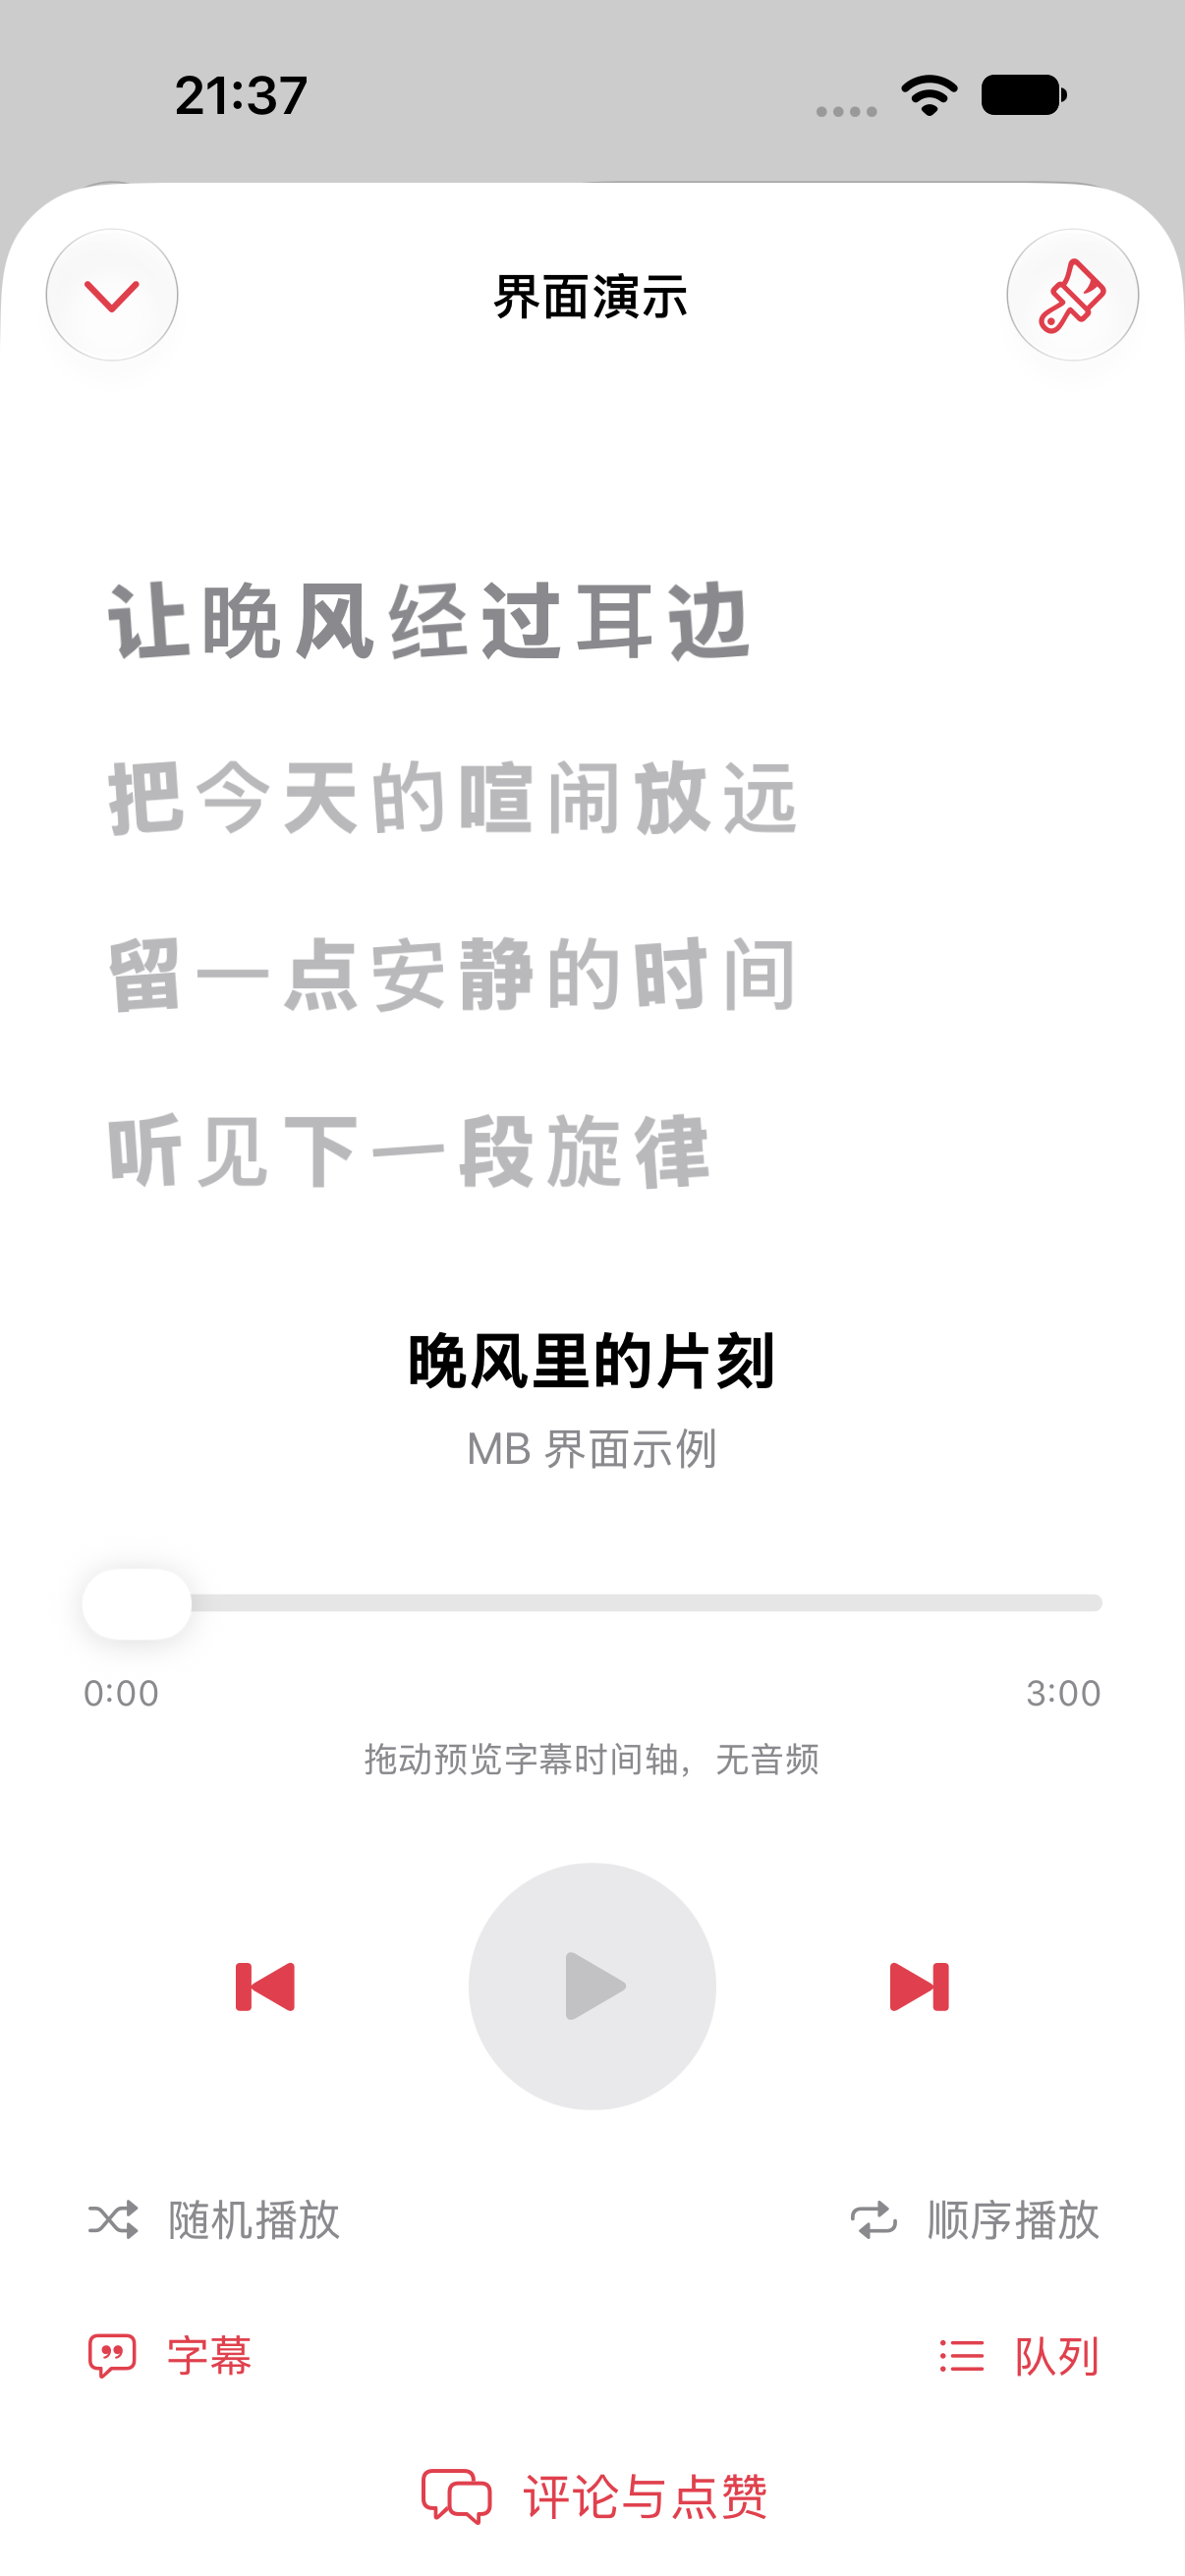 21:37
界面演示
让晚风经过耳边
把今天的喧闹放远
留一点安静的时间
听见下一段旋律
晚风里的片刻
MB 界面示例
0:00
3:00
拖动预览字幕时间轴，无音频
随机播放
顺序播放
字幕
队列
评论与点赞